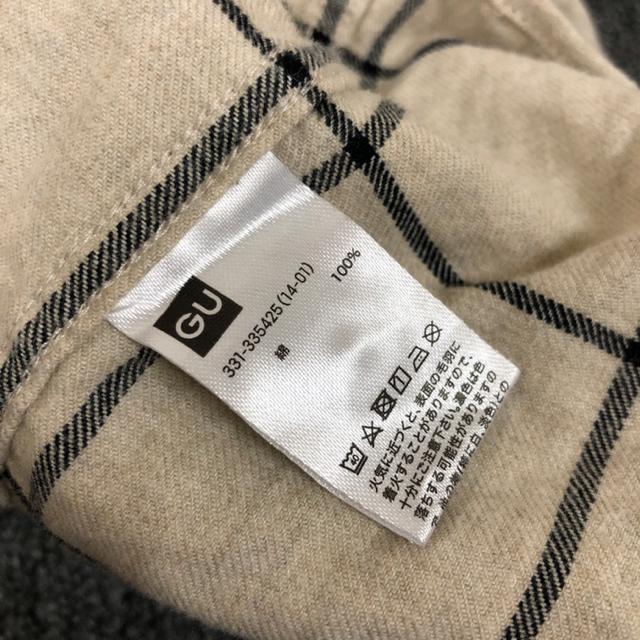 GU
331-335425 (14-01)
綿 100%
火気に近づくと、表面の毛羽に
着火することがありますので、
十分にご注意下さい。濃色は色
落ちする可能性がありますの